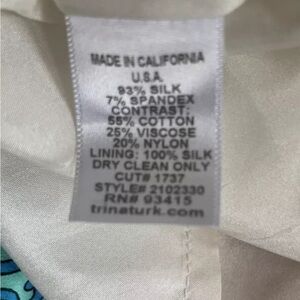 MADE IN CALIFORNIA
U.S.A.
93% SILK
7% SPANDEX
CONTRAST:
55% COTTON
25% VISCOSE
20% NYLON
LINING: 100% SILK
DRY CLEAN ONLY
CUT# 1737
STYLE# 2102330
RN# 93415
trinaturk.com